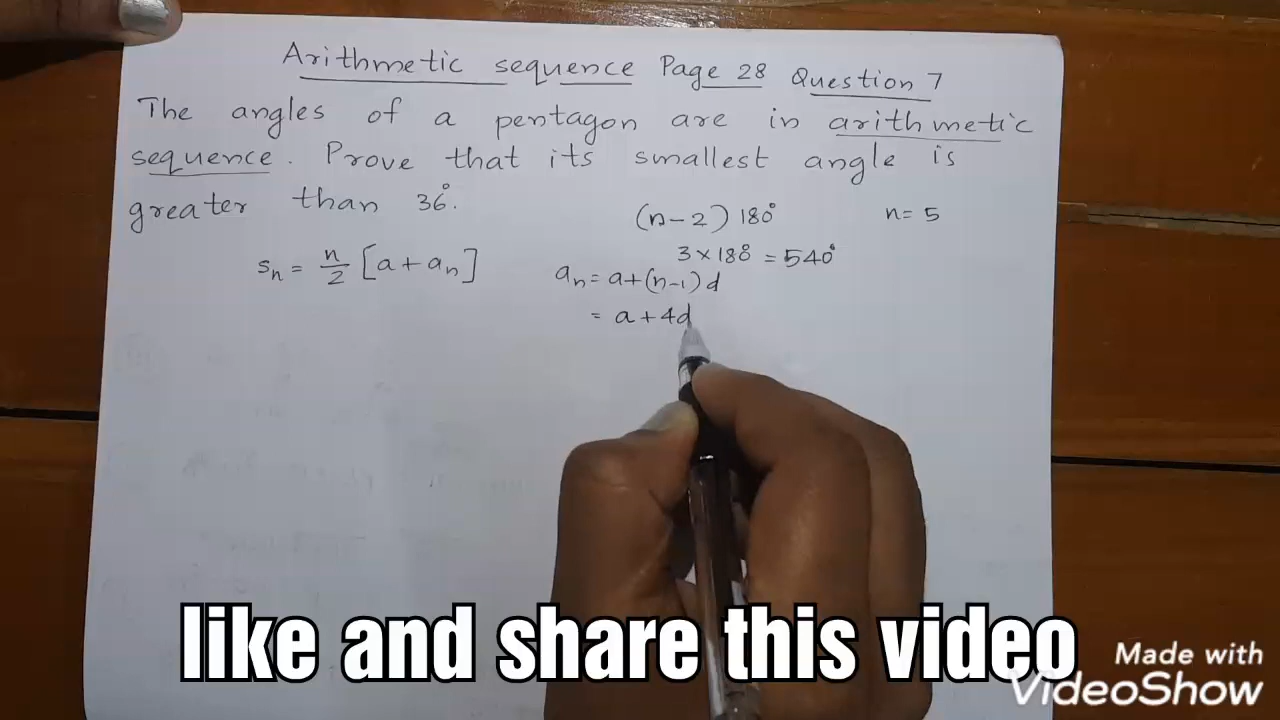 Arithmetic sequence Page 28 Question 7
The angles of a pentagon are in arithmetic
sequence. Prove that its smallest angle is
greater than 36°.
(n-2) 180° n= 5
3 × 180 = 540°
Sn = n/2 [a + an]
an = a+(n-1)d
= a + 4d
like and share this video
Made with
VideoShow